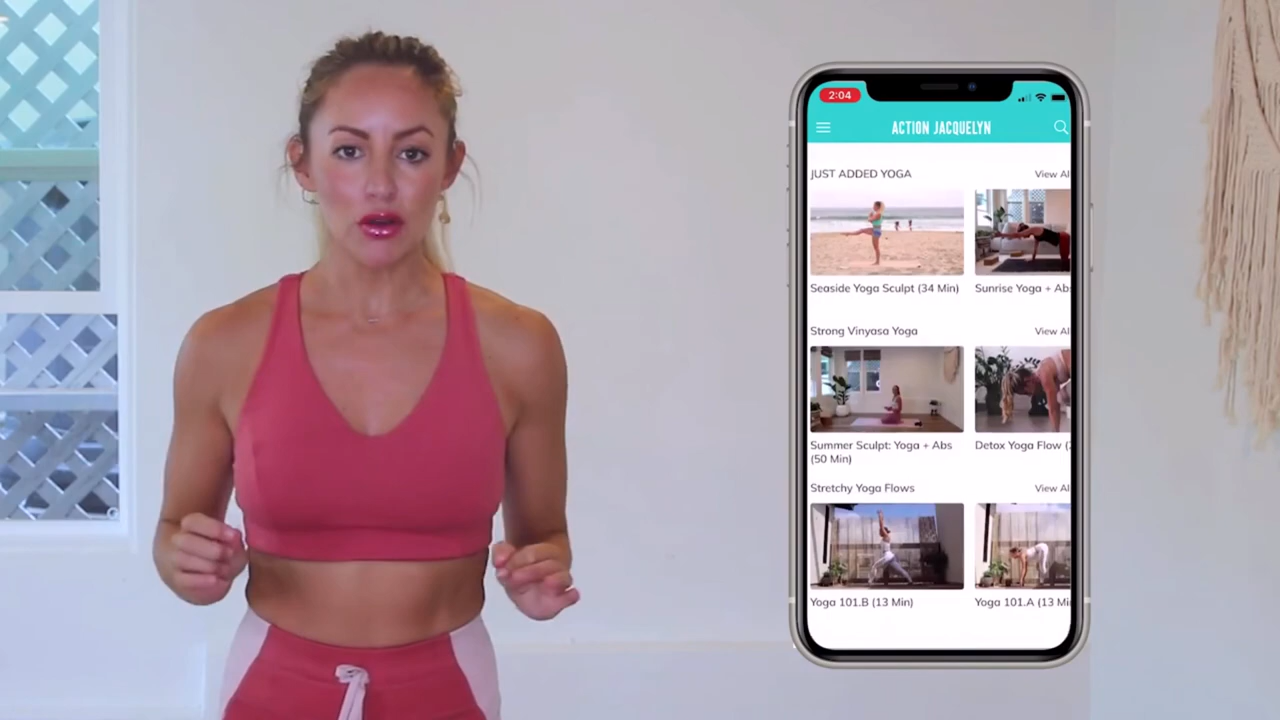 2:04
ACTION JACQUELYN
JUST ADDED YOGA
View Al
Seaside Yoga Sculpt (34 Min)
Sunrise Yoga + Abs
Strong Vinyasa Yoga
View Al
Summer Sculpt: Yoga + Abs
(50 Min)
Detox Yoga Flow (
Stretchy Yoga Flows
View Al
Yoga 101.B (13 Min)
Yoga 101.A (13 Mi